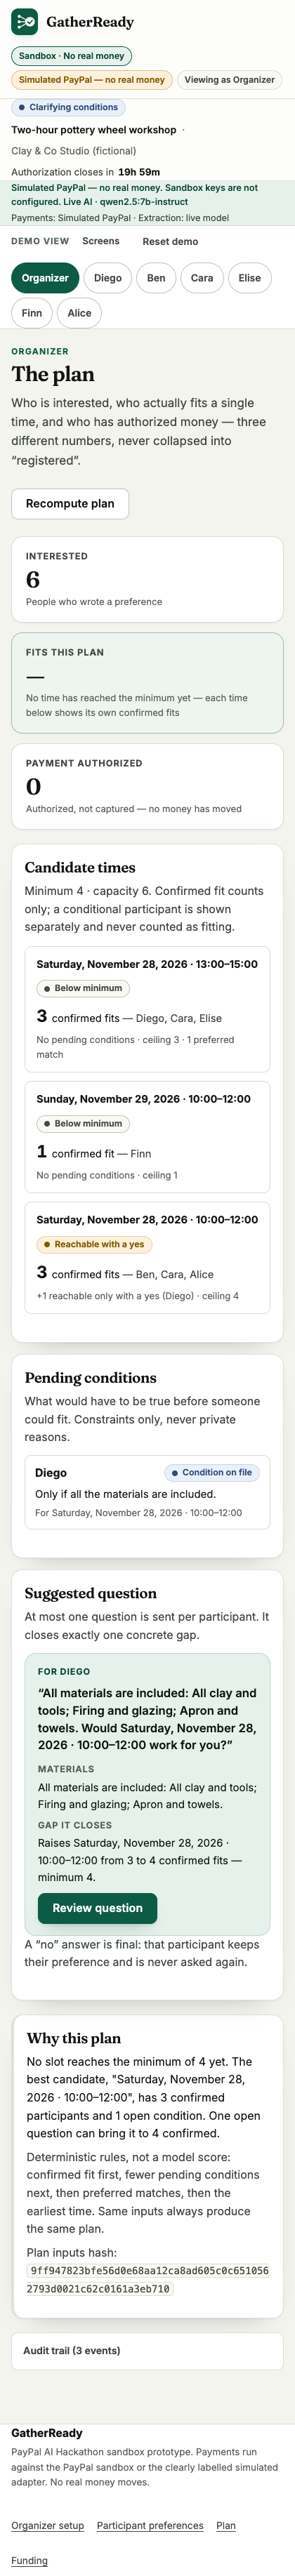 GatherReady
Sandbox · No real money
Simulated PayPal — no real money
Viewing as Organizer
Clarifying conditions
Two-hour pottery wheel workshop ·
Clay & Co Studio (fictional)
Authorization closes in 19h 59m
Simulated PayPal — no real money. Sandbox keys are not
configured. Live AI · qwen2.5:7b-instruct
Payments: Simulated PayPal · Extraction: live model
DEMO VIEW Screens Reset demo
Organizer Diego Ben Cara Elise
Finn Alice
ORGANIZER
The plan
Who is interested, who actually fits a single
time, and who has authorized money — three
different numbers, never collapsed into
“registered”.
Recompute plan
INTERESTED
6
People who wrote a preference
FITS THIS PLAN
—
No time has reached the minimum yet — each time
below shows its own confirmed fits
PAYMENT AUTHORIZED
0
Authorized, not captured — no money has moved
Candidate times
Minimum 4 · capacity 6. Confirmed fit counts
only; a conditional participant is shown
separately and never counted as fitting.
Saturday, November 28, 2026 · 13:00–15:00
Below minimum
3 confirmed fits — Diego, Cara, Elise
No pending conditions · ceiling 3 · 1 preferred
match
Sunday, November 29, 2026 · 10:00–12:00
Below minimum
1 confirmed fit — Finn
No pending conditions · ceiling 1
Saturday, November 28, 2026 · 10:00–12:00
Reachable with a yes
3 confirmed fits — Ben, Cara, Alice
+1 reachable only with a yes (Diego) · ceiling 4
Pending conditions
What would have to be true before someone
could fit. Constraints only, never private
reasons.
Diego Condition on file
Only if all the materials are included.
For Saturday, November 28, 2026 · 10:00–12:00
Suggested question
At most one question is sent per participant. It
closes exactly one concrete gap.
FOR DIEGO
“All materials are included: All clay and
tools; Firing and glazing; Apron and
towels. Would Saturday, November 28,
2026 · 10:00–12:00 work for you?”
MATERIALS
All materials are included: All clay and tools;
Firing and glazing; Apron and towels.
GAP IT CLOSES
Raises Saturday, November 28, 2026 ·
10:00–12:00 from 3 to 4 confirmed fits —
minimum 4.
Review question
A “no” answer is final: that participant keeps
their preference and is never asked again.
Why this plan
No slot reaches the minimum of 4 yet. The
best candidate, "Saturday, November 28,
2026 · 10:00–12:00", has 3 confirmed
participants and 1 open condition. One open
question can bring it to 4 confirmed.
Deterministic rules, not a model score:
confirmed fit first, fewer pending conditions
next, then preferred matches, then the
earliest time. Same inputs always produce
the same plan.
Plan inputs hash:
9ff947823bfe56d0e68aa12ca8ad605c0c651056
2793d0021c62c0161a3eb710
Audit trail (3 events)
GatherReady
PayPal AI Hackathon sandbox prototype. Payments run
against the PayPal sandbox or the clearly labelled simulated
adapter. No real money moves.
Organizer setup Participant preferences Plan
Funding